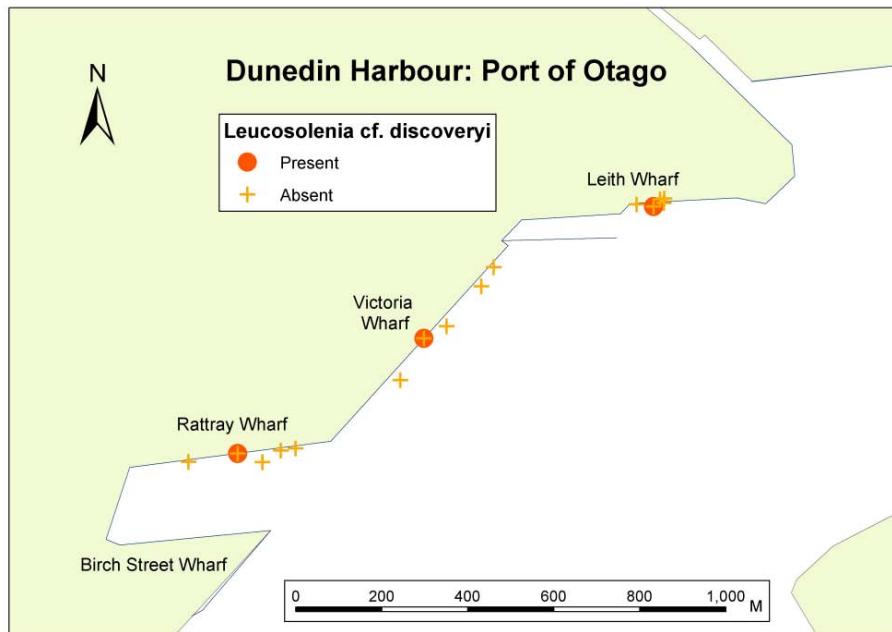 Dunedin Harbour: Port of Otago
N
Leucosolenia cf. discoveryi
Present
Absent
Leith Wharf
Victoria
Wharf
Rattray Wharf
Birch Street Wharf
0 200 400 600 800 1,000
M